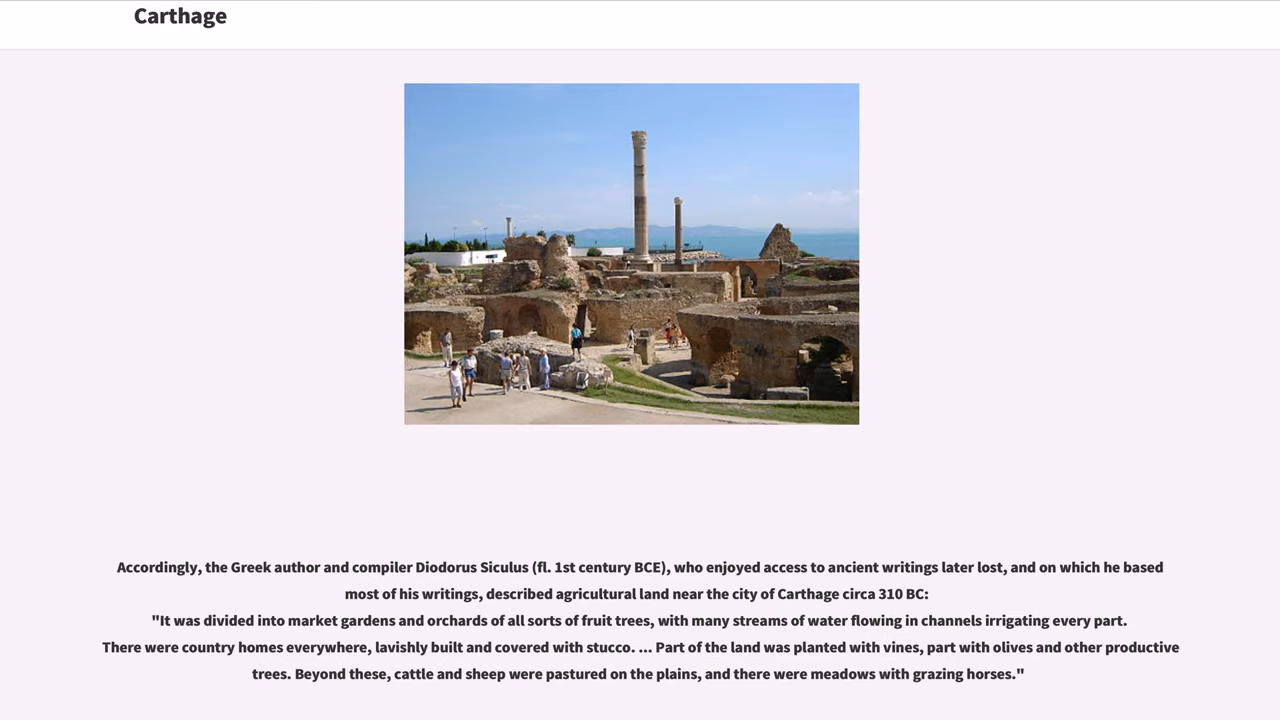 Carthage
Accordingly, the Greek author and compiler Diodorus Siculus (fl. 1st century BCE), who enjoyed access to ancient writings later lost, and on which he based
most of his writings, described agricultural land near the city of Carthage circa 310 BC:
"It was divided into market gardens and orchards of all sorts of fruit trees, with many streams of water flowing in channels irrigating every part.
There were country homes everywhere, lavishly built and covered with stucco. ... Part of the land was planted with vines, part with olives and other productive
trees. Beyond these, cattle and sheep were pastured on the plains, and there were meadows with grazing horses."